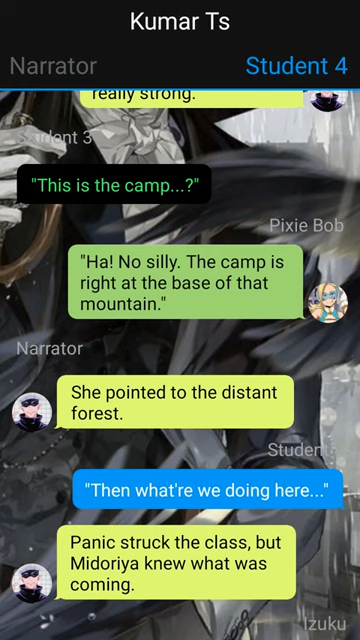 Kumar Ts
Narrator
Student 4
really strong.
Student 3
"This is the camp...?"
Pixie Bob
"Ha! No silly. The camp is
right at the base of that
mountain."
Narrator
She pointed to the distant
forest.
Student
"Then what're we doing here..."
Panic struck the class, but
Midoriya knew what was
coming.
Izuku